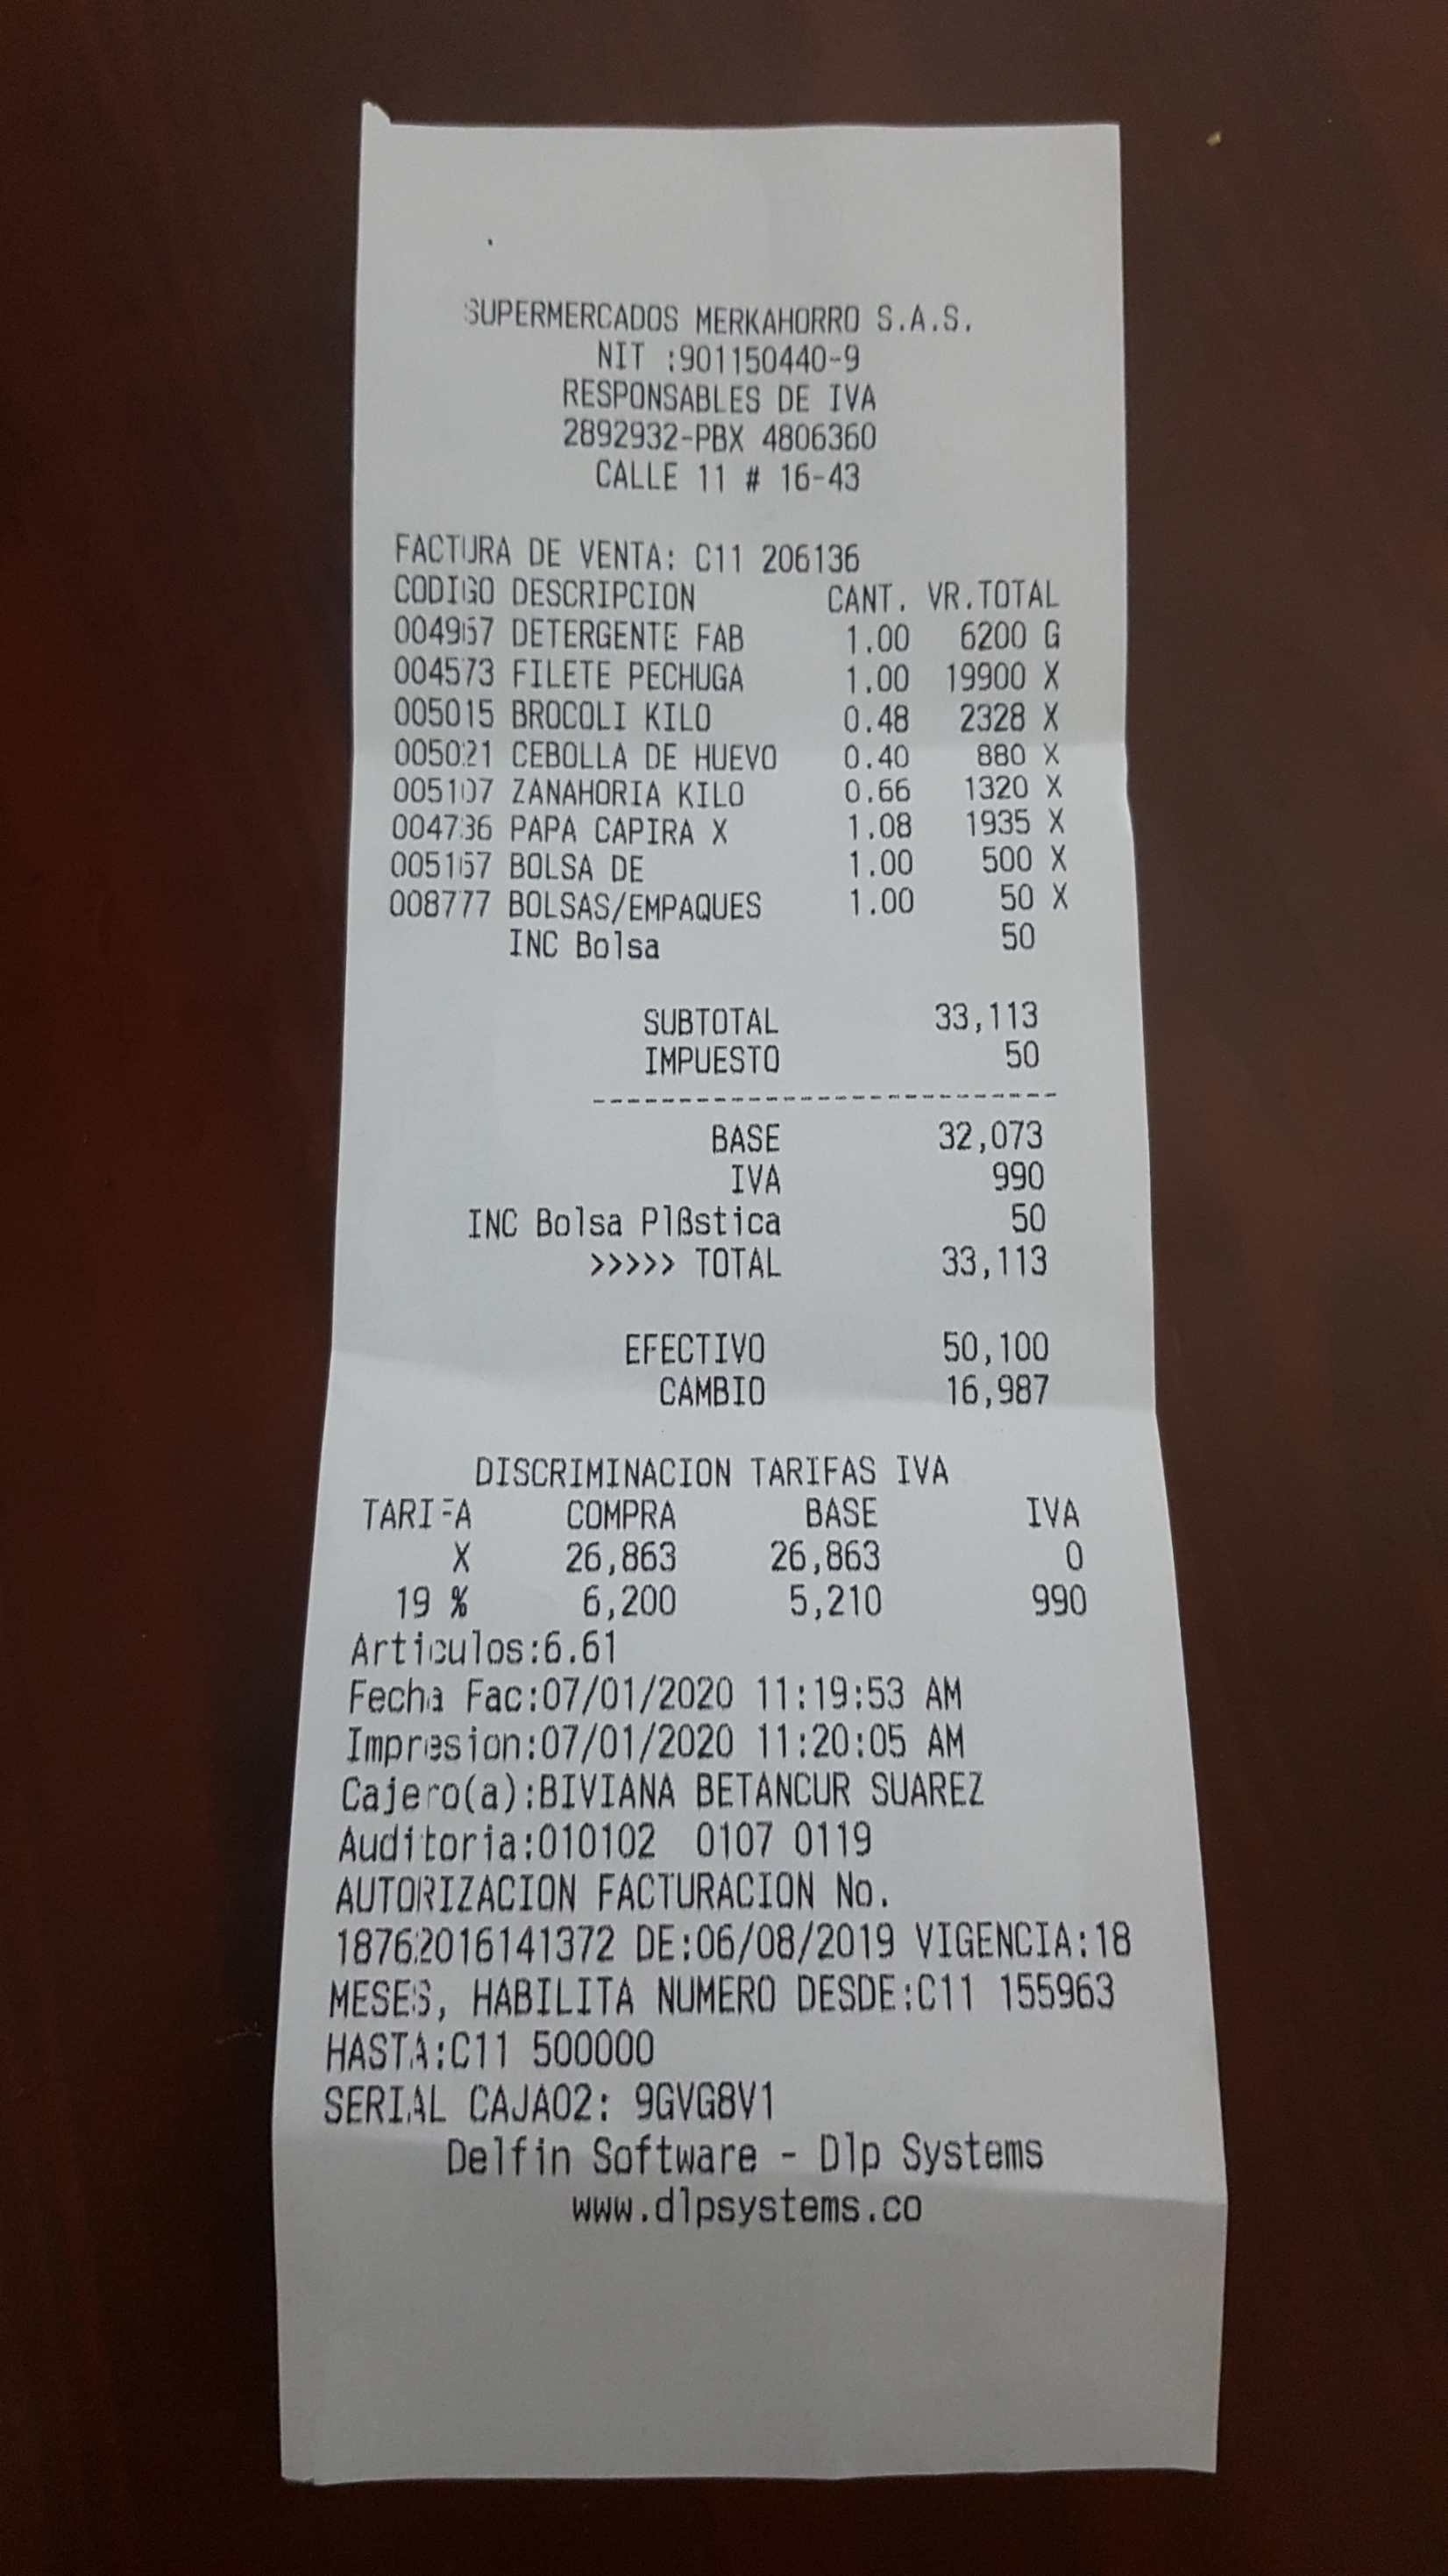 SUPERMERCADOS MERKAHORRO S.A.S.
NIT :901150440-9
RESPONSABLES DE IVA
2892932-PBX 4806360
CALLE 11 # 16-43
FACTURA DE VENTA: C11 206136
CODIGO DESCRIPCION CANT. VR.TOTAL
004967 DETERGENTE FAB 1.00 6200 G
004573 FILETE PECHUGA 1.00 19900 X
005015 BROCOLI KILO 0.48 2328 X
005021 CEBOLLA DE HUEVO 0.40 880 X
005107 ZANAHORIA KILO 0.66 1320 X
004736 PAPA CAPIRA X 1.08 1935 X
005167 BOLSA DE 1.00 500 X
008777 BOLSAS/EMPAQUES 1.00 50 X
INC Bolsa 50
SUBTOTAL 33,113
IMPUESTO 50
---------------------------
BASE 32,073
IVA 990
INC Bolsa Plßstica 50
>>>>> TOTAL 33,113
EFECTIVO 50,100
CAMBIO 16,987
DISCRIMINACION TARIFAS IVA
TARIFA COMPRA BASE IVA
X 26,863 26,863 0
19 % 6,200 5,210 990
Articulos:6.61
Fecha Fac:07/01/2020 11:19:53 AM
Impresion:07/01/2020 11:20:05 AM
Cajero(a):BIVIANA BETANCUR SUAREZ
Auditoria:010102 0107 0119
AUTORIZACION FACTURACION No.
18762016141372 DE:06/08/2019 VIGENCIA:18
MESES, HABILITA NUMERO DESDE:C11 155963
HASTA:C11 500000
SERIAL CAJA02: 9GVG8V1
Delfin Software - Dlp Systems
www.dlpsystems.co